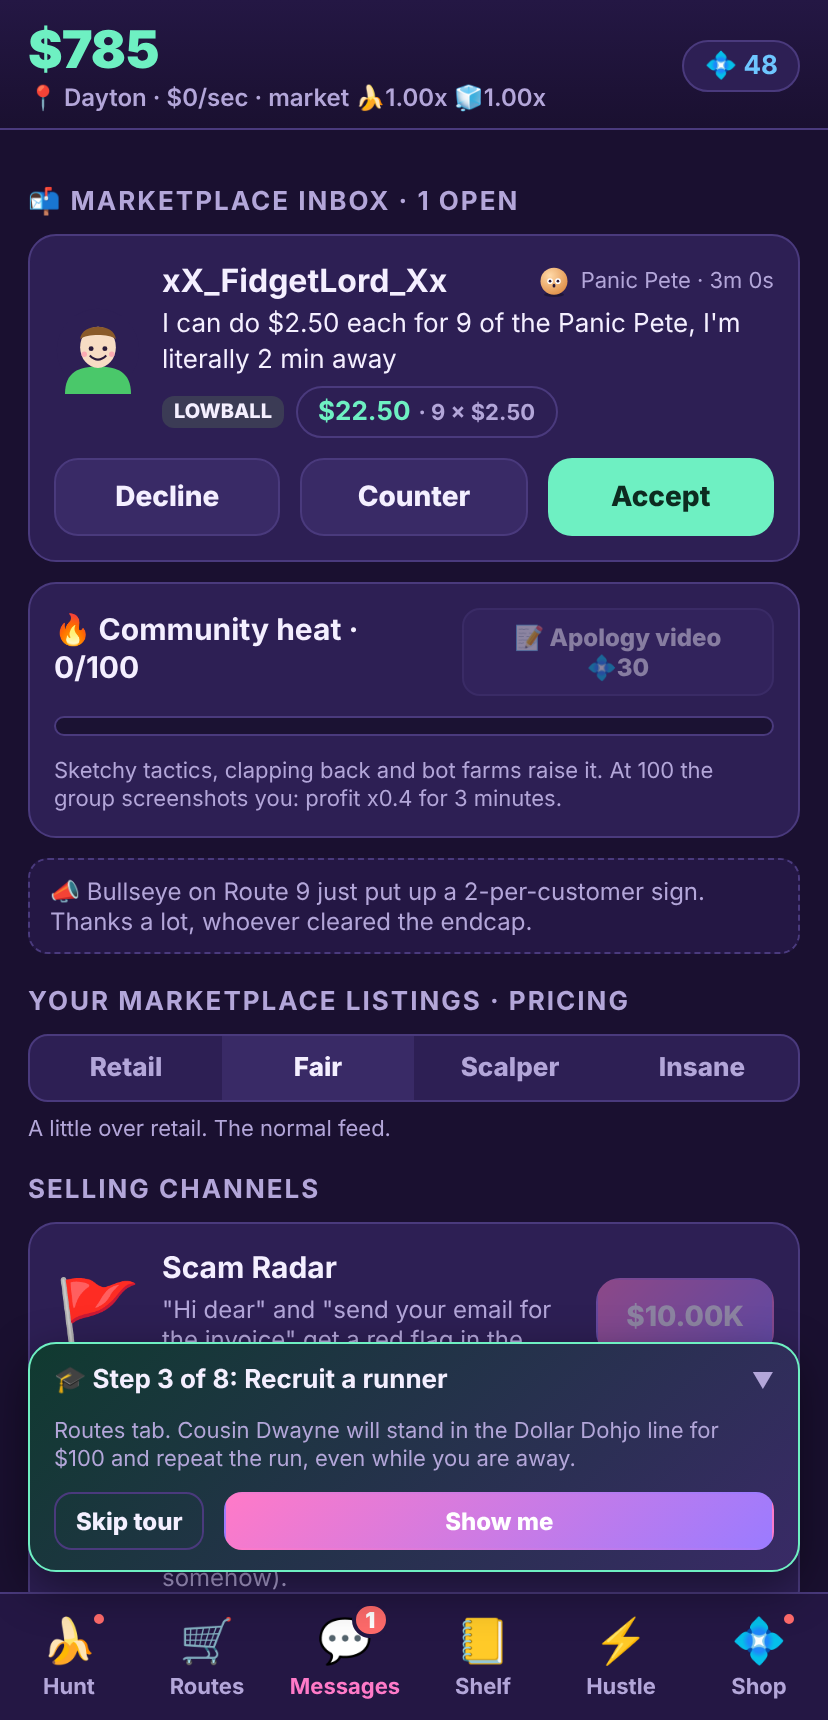 $785
📍 Dayton · $0/sec · market 🍌1.00x 🧊1.00x
💠 48
📬 MARKETPLACE INBOX · 1 OPEN
xX_FidgetLord_Xx
Panic Pete · 3m 0s
I can do $2.50 each for 9 of the Panic Pete, I'm
literally 2 min away
LOWBALL
$22.50 · 9 × $2.50
Decline
Counter
Accept
🔥 Community heat ·
0/100
📝 Apology video
💠30
Sketchy tactics, clapping back and bot farms raise it. At 100 the
group screenshots you: profit x0.4 for 3 minutes.
📣 Bullseye on Route 9 just put up a 2-per-customer sign.
Thanks a lot, whoever cleared the endcap.
YOUR MARKETPLACE LISTINGS · PRICING
Retail
Fair
Scalper
Insane
A little over retail. The normal feed.
SELLING CHANNELS
Scam Radar
"Hi dear" and "send your email for
the invoice" get a red flag in the
$10.00K
🎓 Step 3 of 8: Recruit a runner
▼
Routes tab. Cousin Dwayne will stand in the Dollar Dohjo line for
$100 and repeat the run, even while you are away.
Skip tour
Show me
somehow).
1
Hunt
Routes
Messages
Shelf
Hustle
Shop